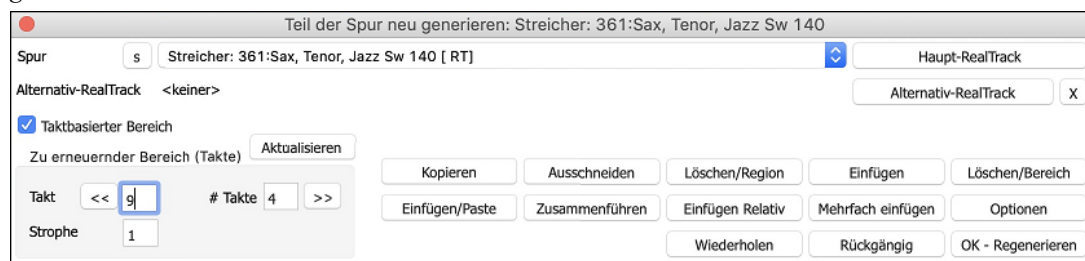 Teil der Spur neu generieren: Streicher: 361:Sax, Tenor, Jazz Sw 140
Spur s Streicher: 361:Sax, Tenor, Jazz Sw 140 [ RT] Haupt-RealTrack
Alternativ-RealTrack <keiner> Alternativ-RealTrack X
Taktbasierter Bereich
Zu erneuernder Bereich (Takte) Aktualisieren
Kopieren Ausschneiden Löschen/Region Einfügen Löschen/Bereich
Takt << 9 # Takte 4 >> Einfügen/Paste Zusammenführen Einfügen Relativ Mehrfach einfügen Optionen
Strophe 1 Wiederholen Rückgängig OK - Regenerieren